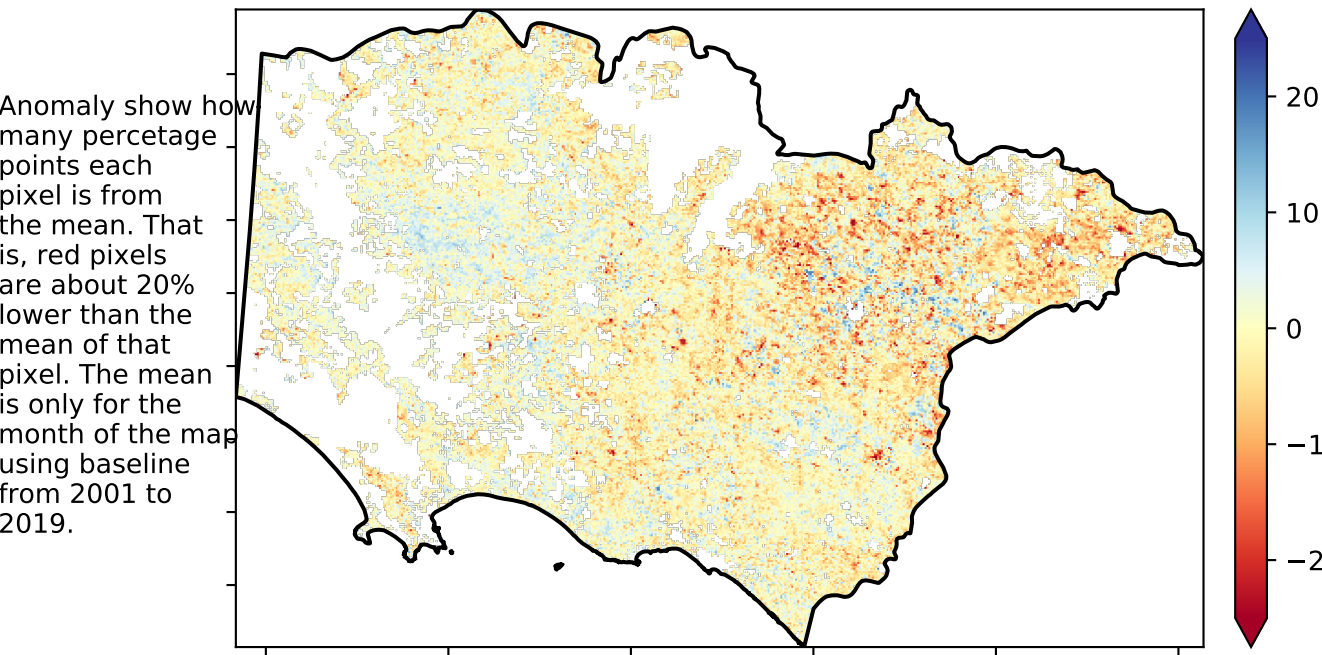 Anomaly show how
many percetage
points each
pixel is from
the mean. That
is, red pixels
are about 20%
lower than the
mean of that
pixel. The mean
is only for the
month of the map
using baseline
from 2001 to
2019.
20
10
0
−1
−2